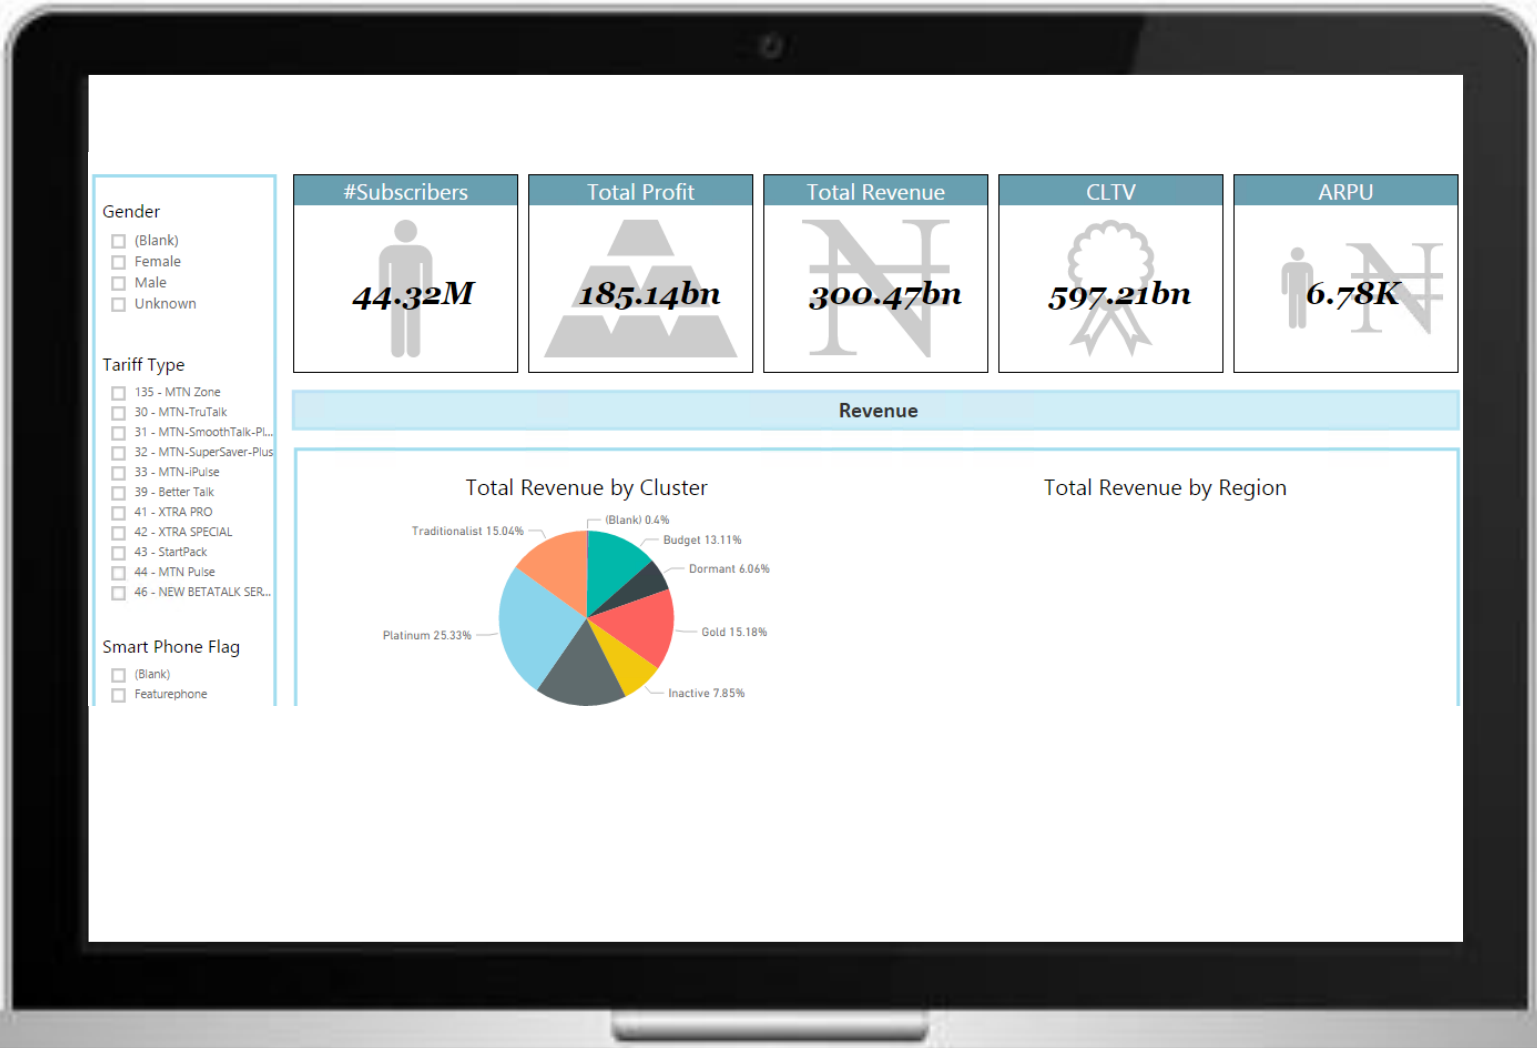 Gender
(Blank)
Female
Male
Unknown
Tariff Type
135 - MTN Zone
30 - MTN-TruTalk
31 - MTN-SmoothTalk-Pl...
32 - MTN-SuperSaver-Plus
33 - MTN-iPulse
39 - Better Talk
41 - XTRA PRO
42 - XTRA SPECIAL
43 - StartPack
44 - MTN Pulse
46 - NEW BETATALK SER...
Smart Phone Flag
(Blank)
Featurephone
#Subscribers
44.32M
Total Profit
185.14bn
Total Revenue
300.47bn
CLTV
597.21bn
ARPU
6.78K
Revenue
Total Revenue by Cluster
(Blank) 0.4%
Traditionalist 15.04%
Budget 13.11%
Dormant 6.06%
Platinum 25.33%
Gold 15.18%
Inactive 7.85%
Total Revenue by Region